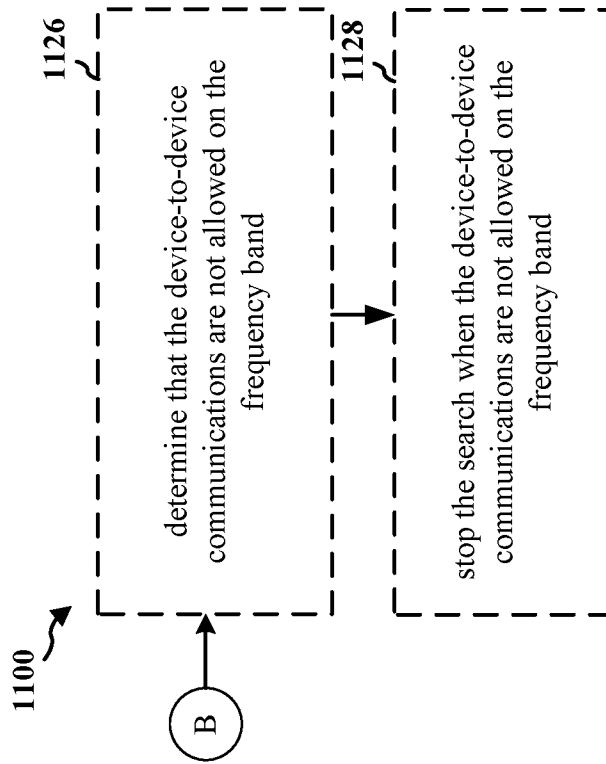 1100
B
1126
determine that the device-to-device
communications are not allowed on the
frequency band
1128
stop the search when the device-to-device
communications are not allowed on the
frequency band